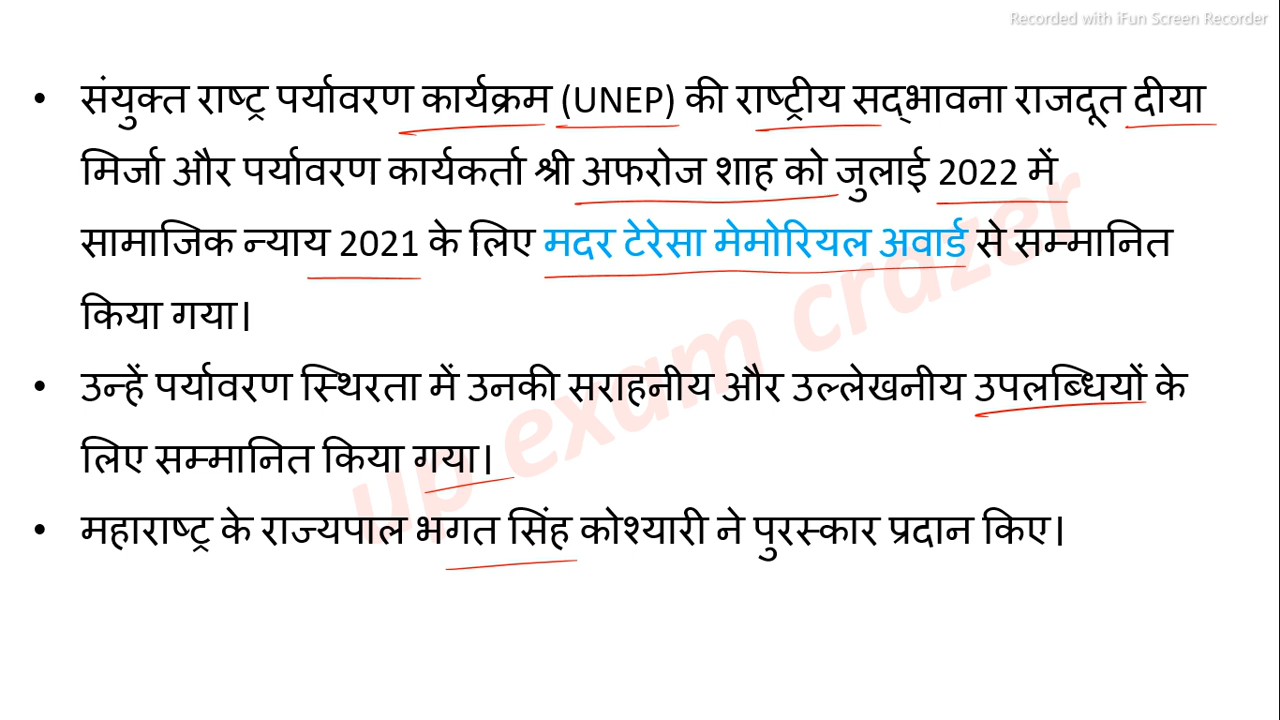 Recorded with iFun Screen Recorder
• संयुक्त राष्ट्र पर्यावरण कार्यक्रम (UNEP) की राष्ट्रीय सद्भावना राजदूत दीया
मिर्जा और पर्यावरण कार्यकर्ता श्री अफरोज शाह को जुलाई 2022 में
सामाजिक न्याय 2021 के लिए मदर टेरेसा मेमोरियल अवार्ड से सम्मानित
किया गया।
• उन्हें पर्यावरण स्थिरता में उनकी सराहनीय और उल्लेखनीय उपलब्धियों के
लिए सम्मानित किया गया।
• महाराष्ट्र के राज्यपाल भगत सिंह कोश्यारी ने पुरस्कार प्रदान किए।
up exam crazer